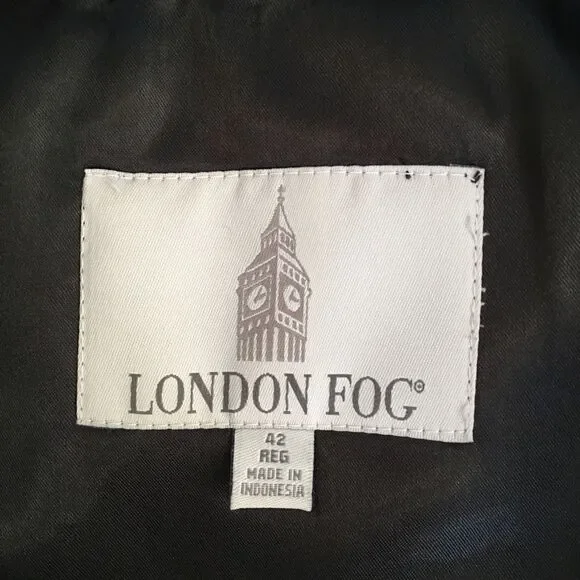 LONDON FOG®
42
REG
MADE IN
INDONESIA